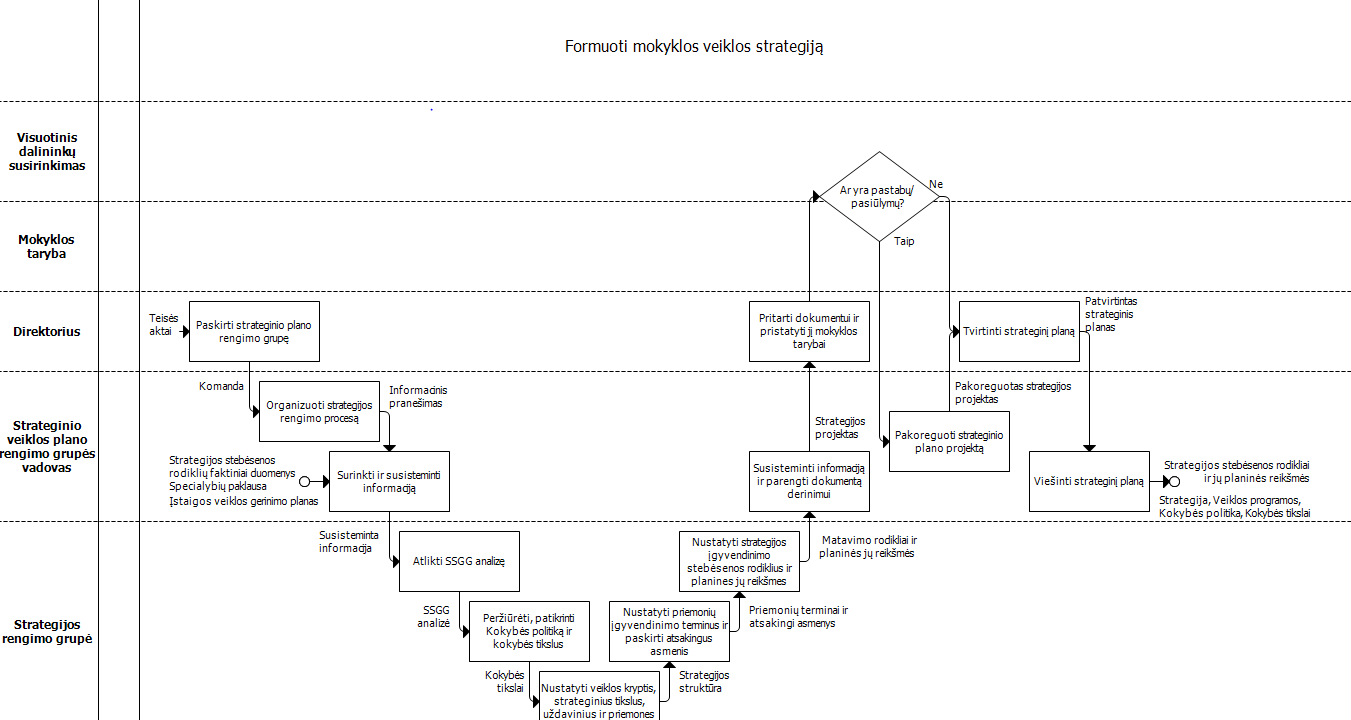 Formuoti mokyklos veiklos strategiją
Visuotinis
dalininkų
susirinkimas
Ar yra pastabų/
pasiūlymų?
Ne
Taip
Mokyklos
taryba
Direktorius
Teisės
aktai
Paskirti strateginio plano
rengimo grupę
Pritarti dokumentui ir
pristatyti jį mokyklos
tarybai
Tvirtinti strateginį planą
Patvirtintas
strateginis
planas
Strateginio
veiklos plano
rengimo grupės
vadovas
Komanda
Organizuoti strategijos
rengimo procesą
Informacinis
pranešimas
Strategijos stebėsenos
rodiklių faktiniai duomenys
Specialybių paklausa
Įstaigos veiklos gerinimo planas
Surinkti ir susisteminti
informaciją
Strategijos
projektas
Susisteminti informaciją
ir parengti dokumentą
derinimui
Pakoreguotas strategijos
projektas
Pakoreguoti strateginio
plano projektą
Viešinti strateginį planą
Strategijos stebėsenos rodikliai
ir jų planinės reikšmės
Strategija, Veiklos programos,
Kokybės politika, Kokybės tikslai
Strategijos
rengimo grupė
Susisteminta
informacija
Atlikti SSGG analizę
SSGG
analizė
Peržiūrėti, patikrinti
Kokybės politiką ir
kokybės tikslus
Kokybės
tikslai
Nustatyti veiklos kryptis,
strateginius tikslus,
uždavinius ir priemones
Strategijos
struktūra
Nustatyti priemonių
įgyvendinimo terminus ir
paskirti atsakingus
asmenis
Priemonių terminai ir
atsakingi asmenys
Nustatyti strategijos
įgyvendinimo
stebėsenos rodiklius ir
planines jų reikšmes
Matavimo rodikliai ir
planinės jų reikšmės